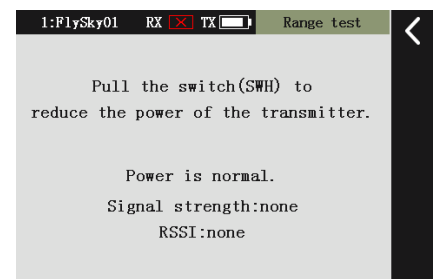 1:FlySky01 RX TX Range test
Pull the switch(SWH) to
reduce the power of the transmitter.
Power is normal.
Signal strength:none
RSSI:none